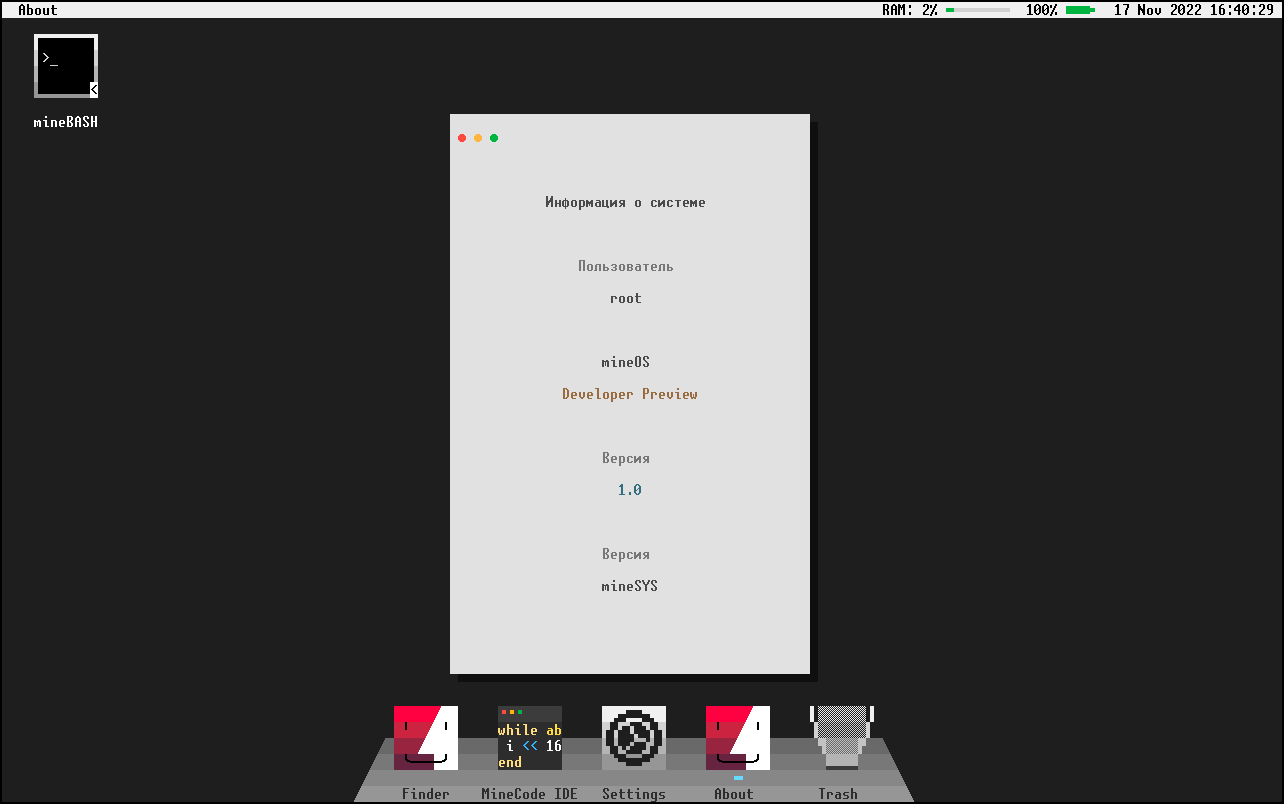 About RAM: 2% 100% 17 Nov 2022 16:40:29
>_
<
mineBASH
Информация о системе
Пользователь
root
mineOS
Developer Preview
Версия
1.0
Версия
mineSYS
while ab
i << 16
end
Finder MineCode IDE Settings About Trash